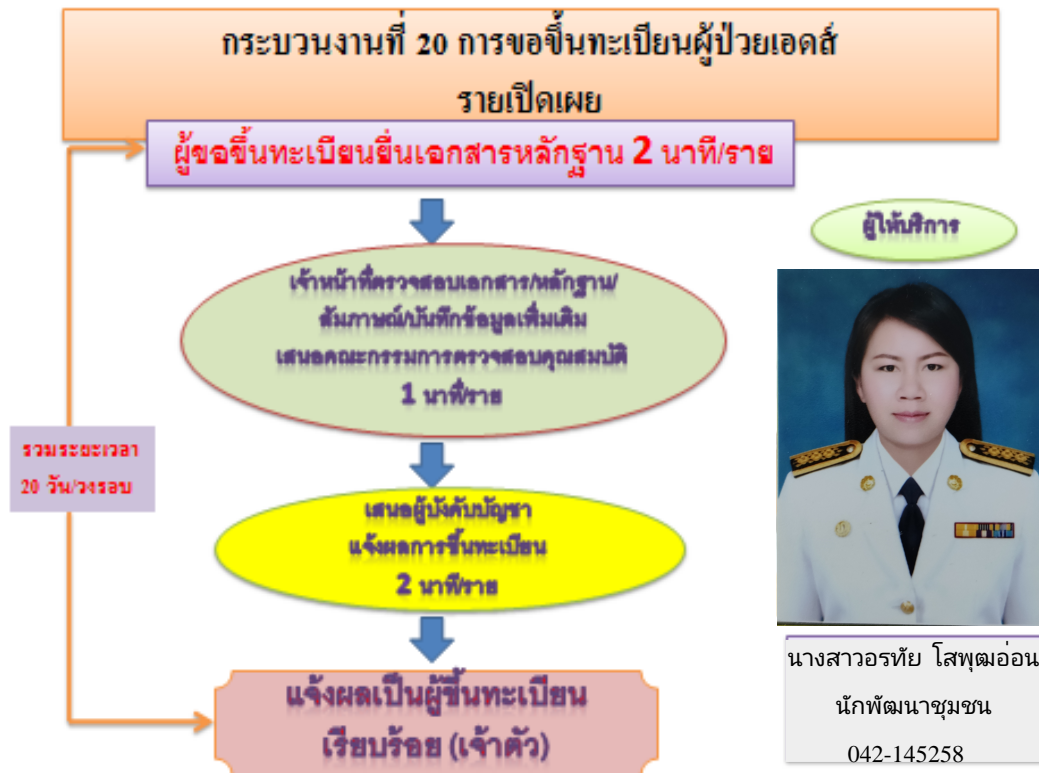 กระบวนงานที่ 20 การขอขึ้นทะเบียนผู้ป่วยเอดส์
รายเปิดเผย
ผู้ขอขึ้นทะเบียนยื่นเอกสารหลักฐาน 2 นาที/ราย
เจ้าหน้าที่ตรวจสอบเอกสาร/หลักฐาน/
สัมภาษณ์/บันทึกข้อมูลเพิ่มเติม
เสนอคณะกรรมการตรวจสอบคุณสมบัติ
1 นาที/ราย
รวมระยะเวลา
20 วัน/วงรอบ
เสนอผู้บังคับบัญชา
แจ้งผลการขึ้นทะเบียน
2 นาที/ราย
แจ้งผลเป็นผู้ขึ้นทะเบียน
เรียบร้อย (เจ้าตัว)
ผู้ให้บริการ
นางสาวอรทัย โสพุฒอ่อน
นักพัฒนาชุมชน
042-145258